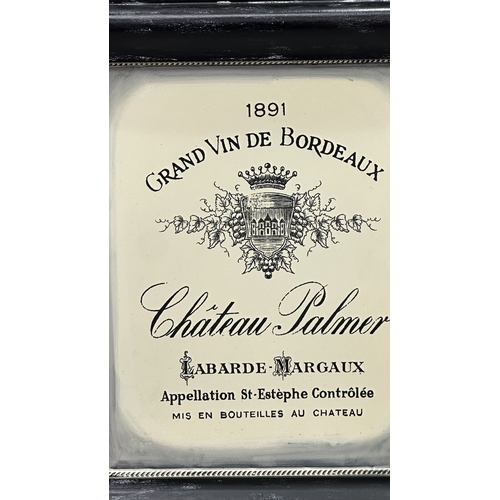 1891
GRAND VIN DE BORDEAUX
Château Palmer
LABARDE-MARGAUX
Appellation St-Estèphe Contrôlée
MIS EN BOUTEILLES AU CHATEAU